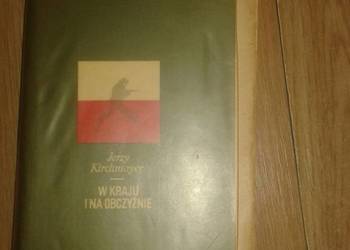 Jerzy
Kirchmayer
W KRAJU
I NA OBCZYŹNIE